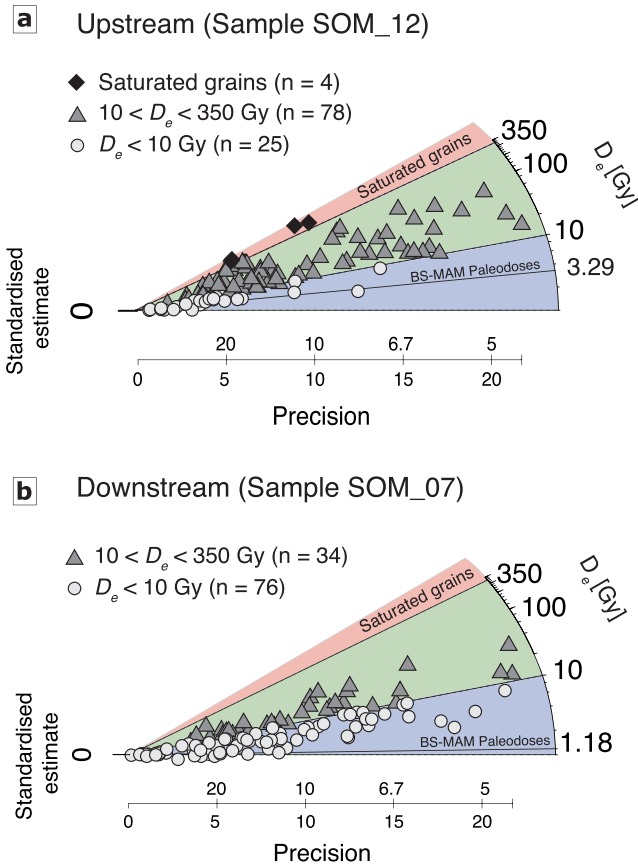 a
Upstream (Sample SOM_12)
Saturated grains (n = 4)
10 < De < 350 Gy (n = 78)
De < 10 Gy (n = 25)
Saturated grains
350
100
De [Gy]
10
BS-MAM Paleodoses
3.29
Standardised
estimate
0
20 10 6.7 5
0 5 10 15 20
Precision
b
Downstream (Sample SOM_07)
10 < De < 350 Gy (n = 34)
De < 10 Gy (n = 76)
Saturated grains
350
100
De [Gy]
10
BS-MAM Paleodoses
1.18
Standardised
estimate
0
20 10 6.7 5
0 5 10 15 20
Precision